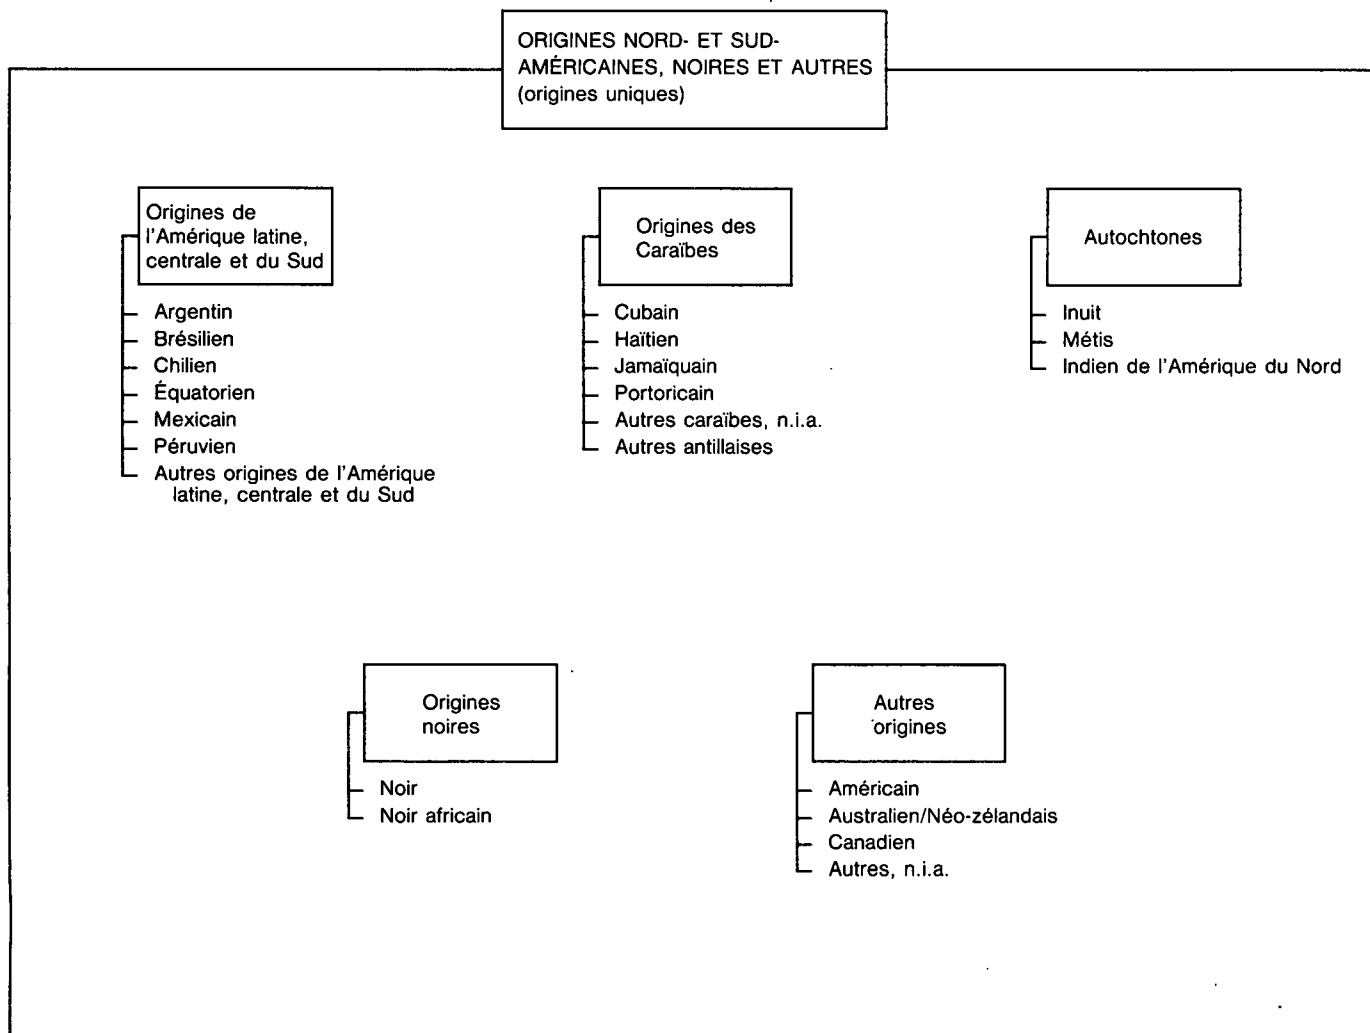 ORIGINES NORD- ET SUD-
AMÉRICAINES, NOIRES ET AUTRES
(origines uniques)
Origines de
l'Amérique latine,
centrale et du Sud
Argentin
Brésilien
Chilien
Équatorien
Mexicain
Péruvien
Autres origines de l'Amérique
latine, centrale et du Sud
Origines des
Caraïbes
Cubain
Haïtien
Jamaïquain
Portoricain
Autres caraïbes, n.i.a.
Autres antillaises
Autochtones
Inuit
Métis
Indien de l'Amérique du Nord
Origines
noires
Noir
Noir africain
Autres
origines
Américain
Australien/Néo-zélandais
Canadien
Autres, n.i.a.